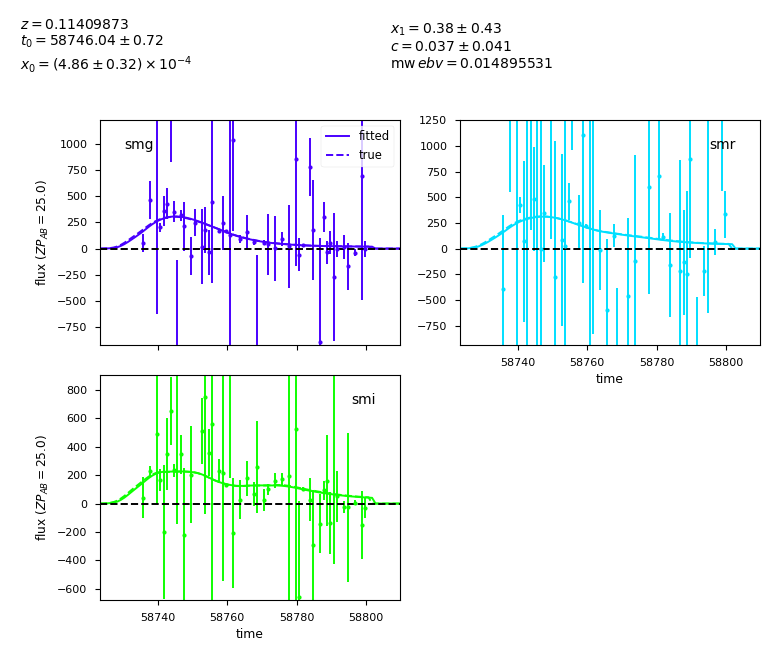 z = 0.11409873
t₀ = 58746.04 ± 0.72
x₀ = (4.86 ± 0.32) × 10⁻⁴
x₁ = 0.38 ± 0.43
c = 0.037 ± 0.041
mw ebv = 0.014895531
smg
fitted
true
1000
750
500
250
0
−250
−500
−750
flux (ZP_AB = 25.0)
smr
1250
1000
750
500
250
0
−250
−500
−750
58740 58760 58780 58800
time
smi
800
600
400
200
0
−200
−400
−600
flux (ZP_AB = 25.0)
58740 58760 58780 58800
time